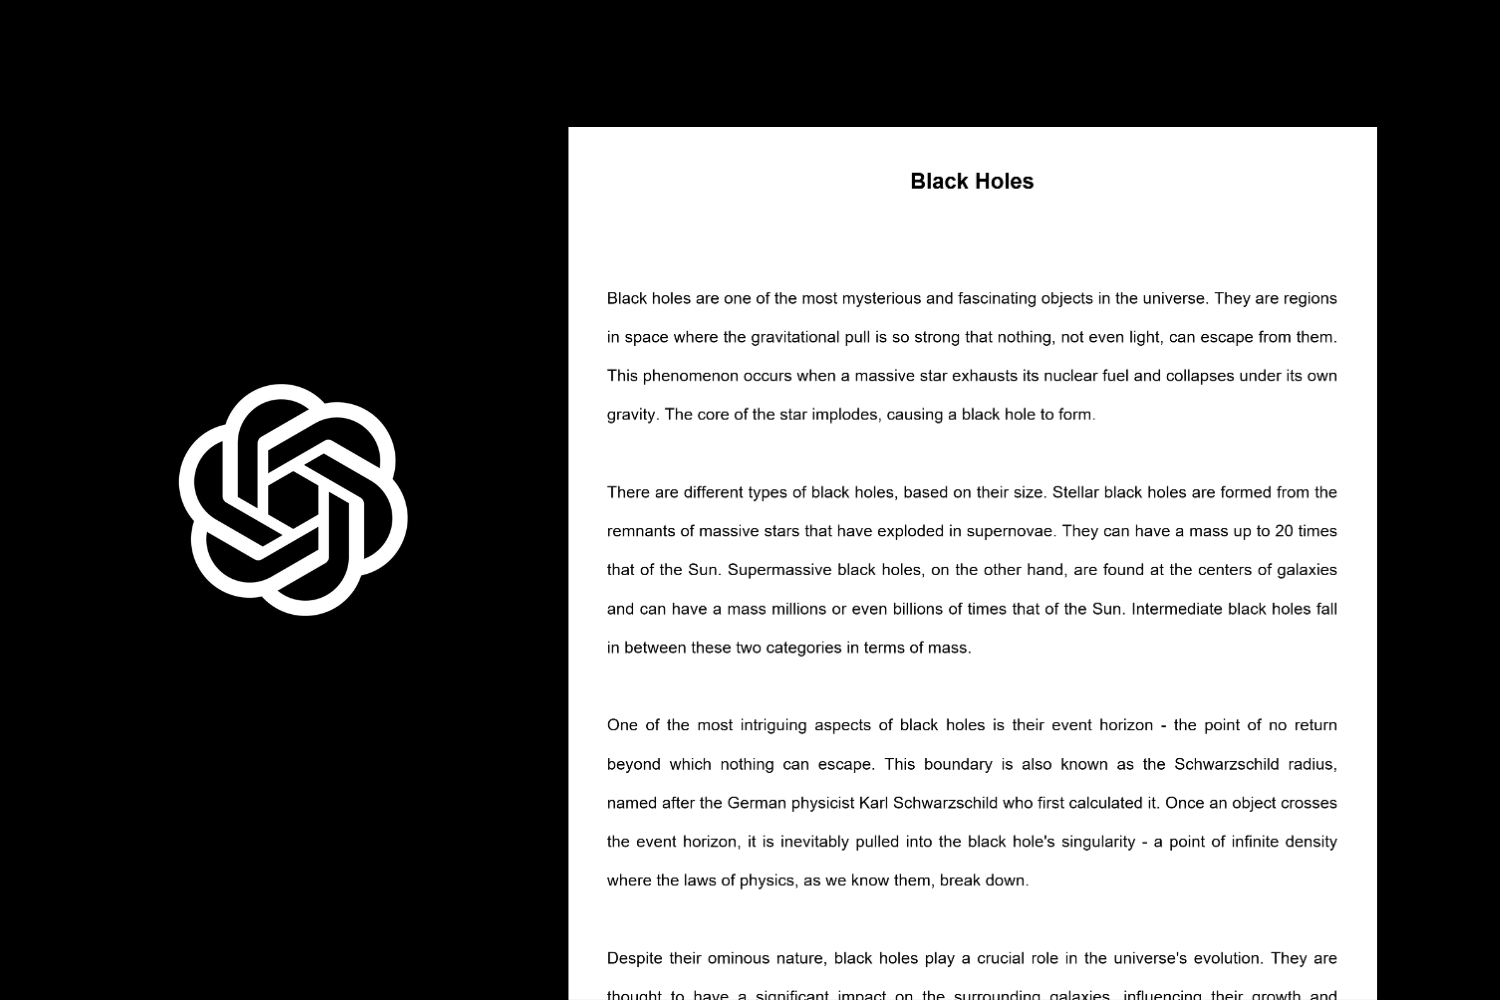 Black Holes
Black holes are one of the most mysterious and fascinating objects in the universe. They are regions
in space where the gravitational pull is so strong that nothing, not even light, can escape from them.
This phenomenon occurs when a massive star exhausts its nuclear fuel and collapses under its own
gravity. The core of the star implodes, causing a black hole to form.
There are different types of black holes, based on their size. Stellar black holes are formed from the
remnants of massive stars that have exploded in supernovae. They can have a mass up to 20 times
that of the Sun. Supermassive black holes, on the other hand, are found at the centers of galaxies
and can have a mass millions or even billions of times that of the Sun. Intermediate black holes fall
in between these two categories in terms of mass.
One of the most intriguing aspects of black holes is their event horizon - the point of no return
beyond which nothing can escape. This boundary is also known as the Schwarzschild radius,
named after the German physicist Karl Schwarzschild who first calculated it. Once an object crosses
the event horizon, it is inevitably pulled into the black hole's singularity - a point of infinite density
where the laws of physics, as we know them, break down.
Despite their ominous nature, black holes play a crucial role in the universe's evolution. They are
thought to have a significant impact on the surrounding galaxies, influencing their growth and